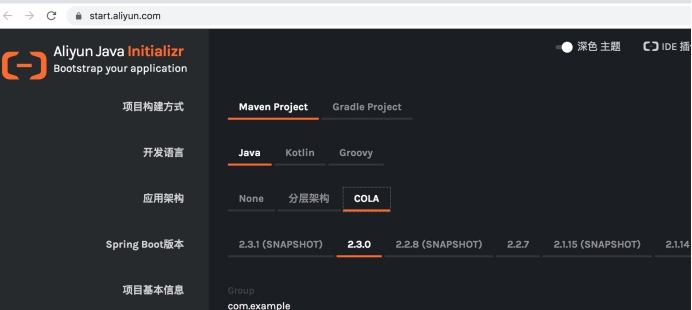 start.aliyun.com
Aliyun Java Initializr
Bootstrap your application
深色 主题
IDE 插
项目构建方式
Maven Project
Gradle Project
开发语言
Java
Kotlin
Groovy
应用架构
None
分层架构
COLA
Spring Boot版本
2.3.1 (SNAPSHOT)
2.3.0
2.2.8 (SNAPSHOT)
2.2.7
2.1.15 (SNAPSHOT)
2.1.14
项目基本信息
Group
com.example